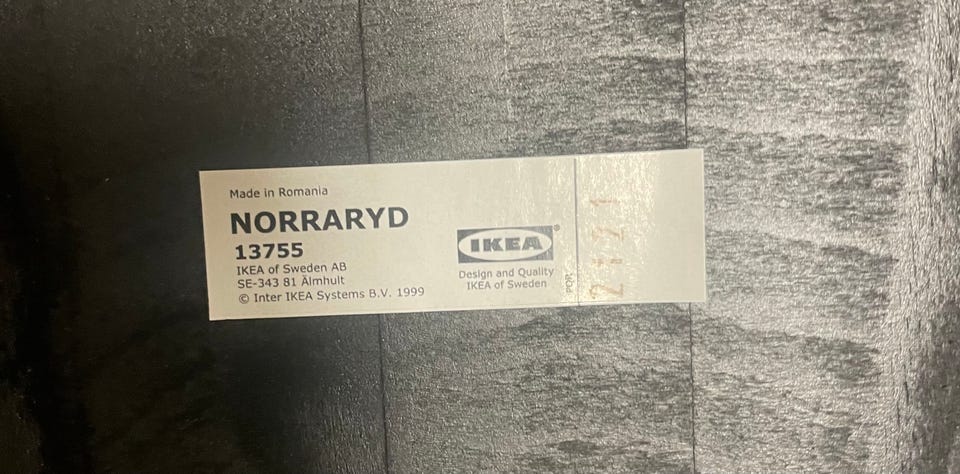 Made in Romania
NORRARYD
13755
IKEA of Sweden AB
SE-343 81 Älmhult
© Inter IKEA Systems B.V. 1999
IKEA®
Design and Quality
IKEA of Sweden